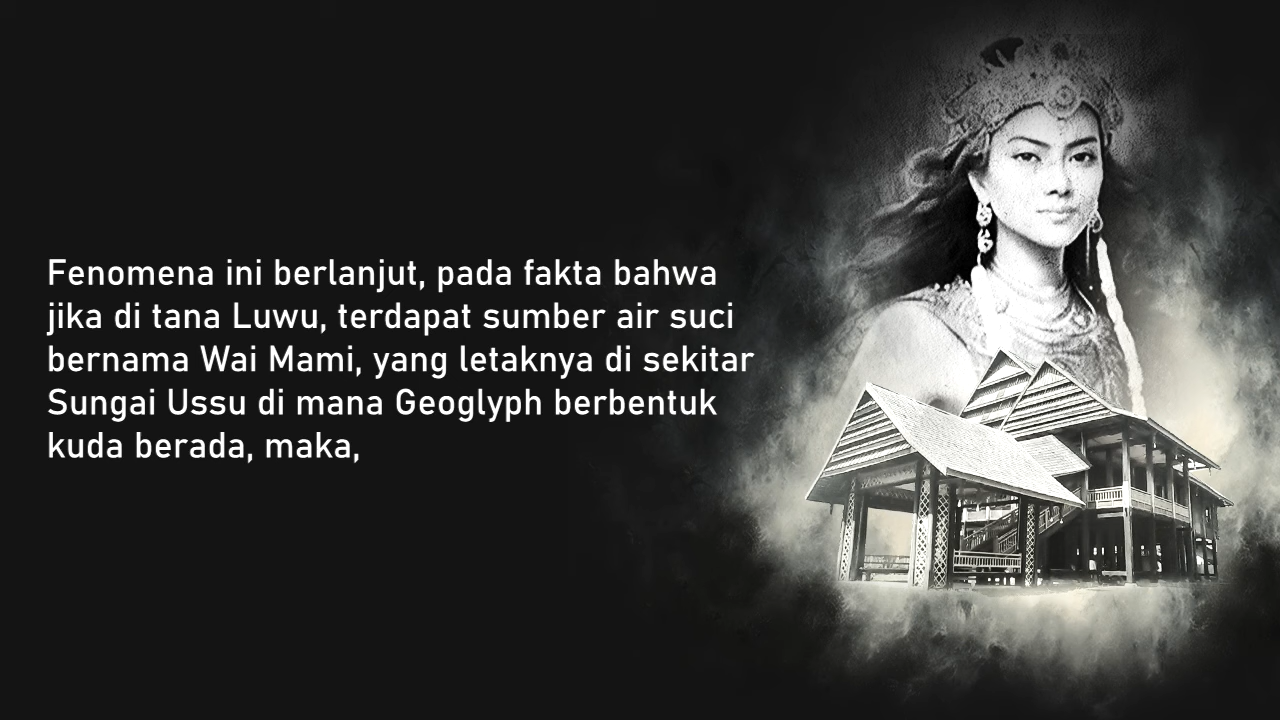 Fenomena ini berlanjut, pada fakta bahwa
jika di tana Luwu, terdapat sumber air suci
bernama Wai Mami, yang letaknya di sekitar
Sungai Ussu di mana Geoglyph berbentuk
kuda berada, maka,